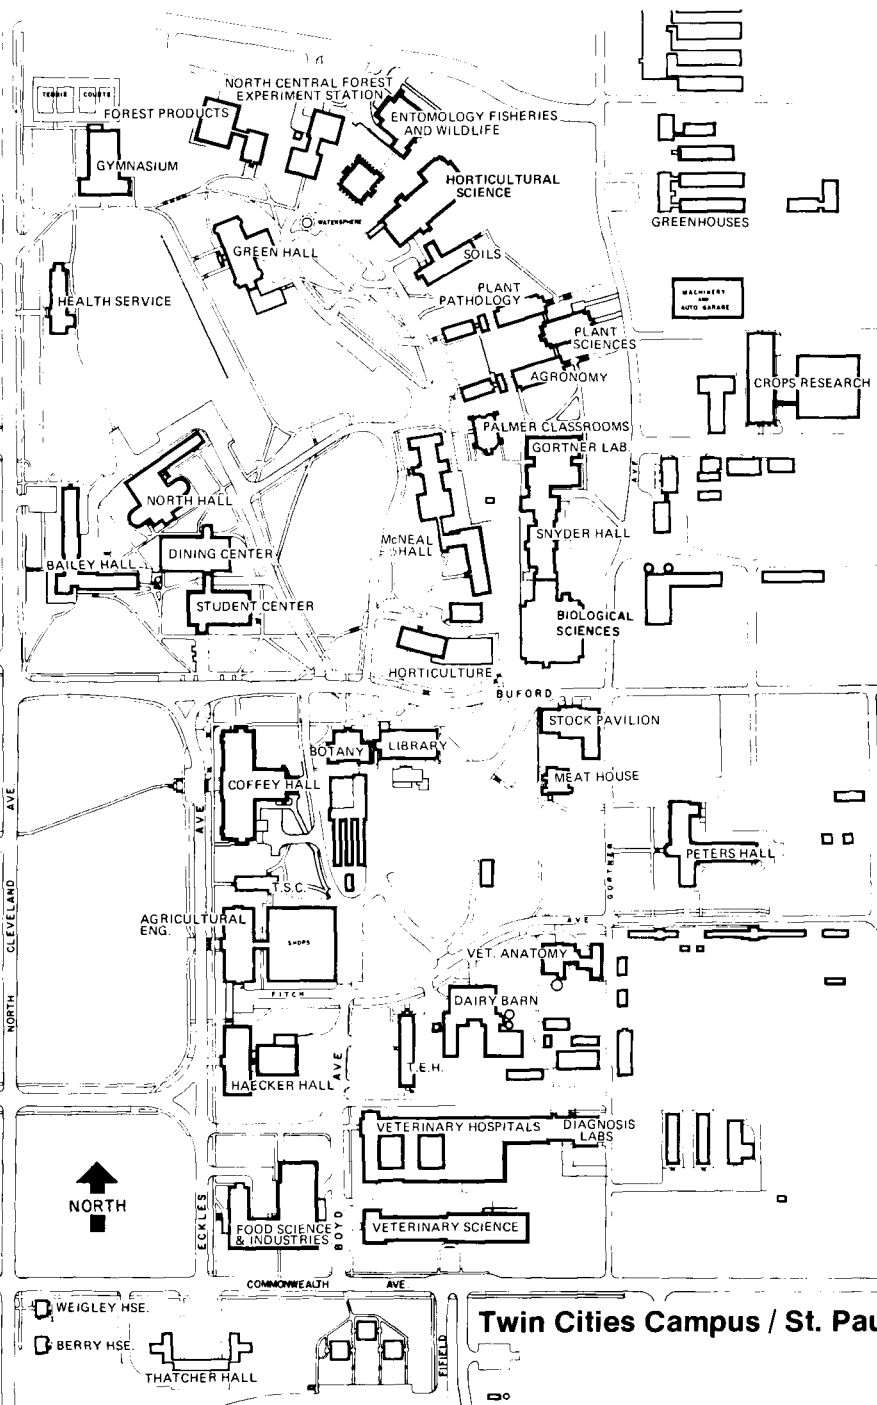 NORTH CENTRAL FOREST
EXPERIMENT STATION
TENNIS COURTS
FOREST PRODUCTS
ENTOMOLOGY FISHERIES
AND WILDLIFE
GYMNASIUM
HORTICULTURAL
SCIENCE
GREENHOUSES
WATERSPHERE
GREEN HALL
SOILS
HEALTH SERVICE
PLANT
PATHOLOGY
MACHINERY
AND
AUTO GARAGE
PLANT
SCIENCES
AGRONOMY
CROPS RESEARCH
PALMER CLASSROOMS
GORTNER LAB.
AVE
NORTH HALL
SNYDER HALL
McNEAL
HALL
DINING CENTER
BAILEY HALL
STUDENT CENTER
BIOLOGICAL
SCIENCES
HORTICULTURE
BUFORD
STOCK PAVILION
BOTANY
LIBRARY
COFFEY HALL
MEAT HOUSE
AVE
NORTH CLEVELAND AVE
PETERS HALL
GORTNER
T.S.C.
AGRICULTURAL
ENG.
SHOPS
AVE
VET. ANATOMY
FITCH
DAIRY BARN
T.E.H.
AVE
HAECKER HALL
VETERINARY HOSPITALS
DIAGNOSIS
LABS
NORTH
ECKLES
BOYD
FOOD SCIENCE
& INDUSTRIES
VETERINARY SCIENCE
COMMONWEALTH AVE.
WEIGLEY HSE.
BERRY HSE.
THATCHER HALL
FIFIELD
Twin Cities Campus / St. Pau